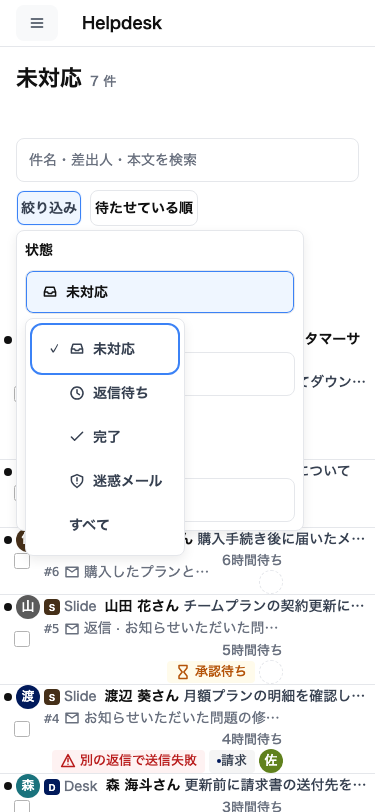 Helpdesk
未対応 7 件
件名・差出人・本文を検索
絞り込み 待たせている順
状態
未対応
タマーサ
✓ 未対応
てダウン…
返信待ち
完了
について
迷惑メール
すべて
ん 購入手続き後に届いたメ…
6時間待ち
#6 購入したプランと…
山 S Slide 山田 花さん チームプランの契約更新に…
#5 返信 · お知らせいただいた問…
5時間待ち
承認待ち
渡 S Slide 渡辺 葵さん 月額プランの明細を確認し…
#4 お知らせいただいた問題の修…
4時間待ち
別の返信で送信失敗 •請求 佐
森 D Desk 森 海斗さん 更新前に請求書の送付先を…
3時間待ち